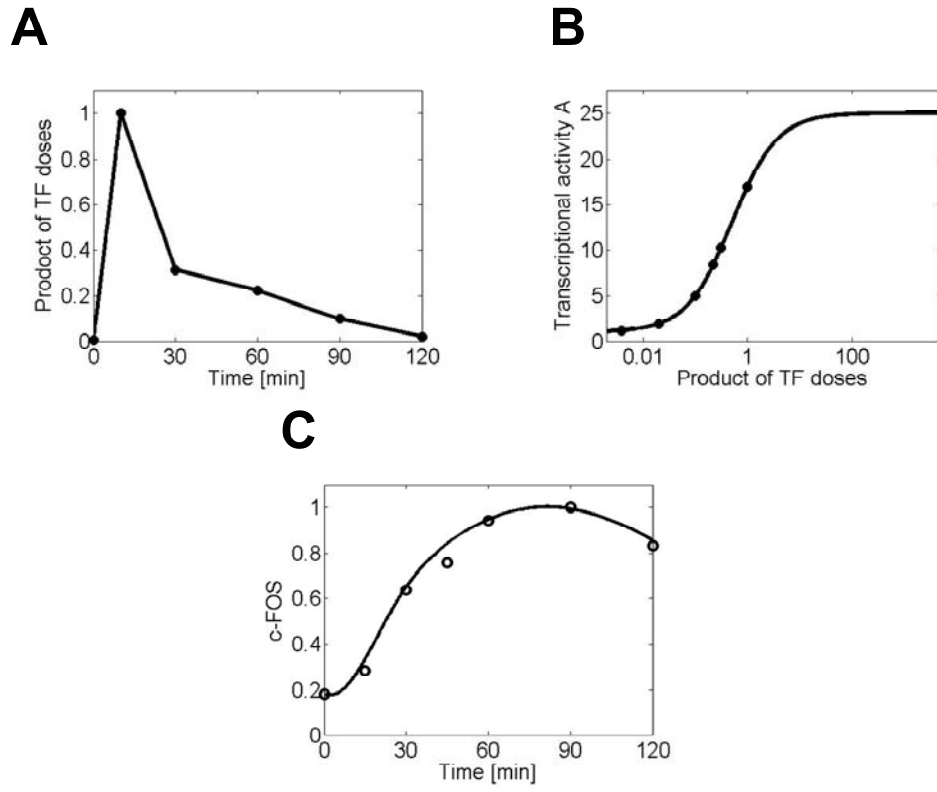 A
Prodoct of TF doses
1
0.8
0.6
0.4
0.2
0
0 30 60 90 120
Time [min]
B
Transcriptional activity A
25
20
15
10
5
0
0.01 1 100
Product of TF doses
C
c-FOS
1
0.8
0.6
0.4
0.2
0
0 30 60 90 120
Time [min]